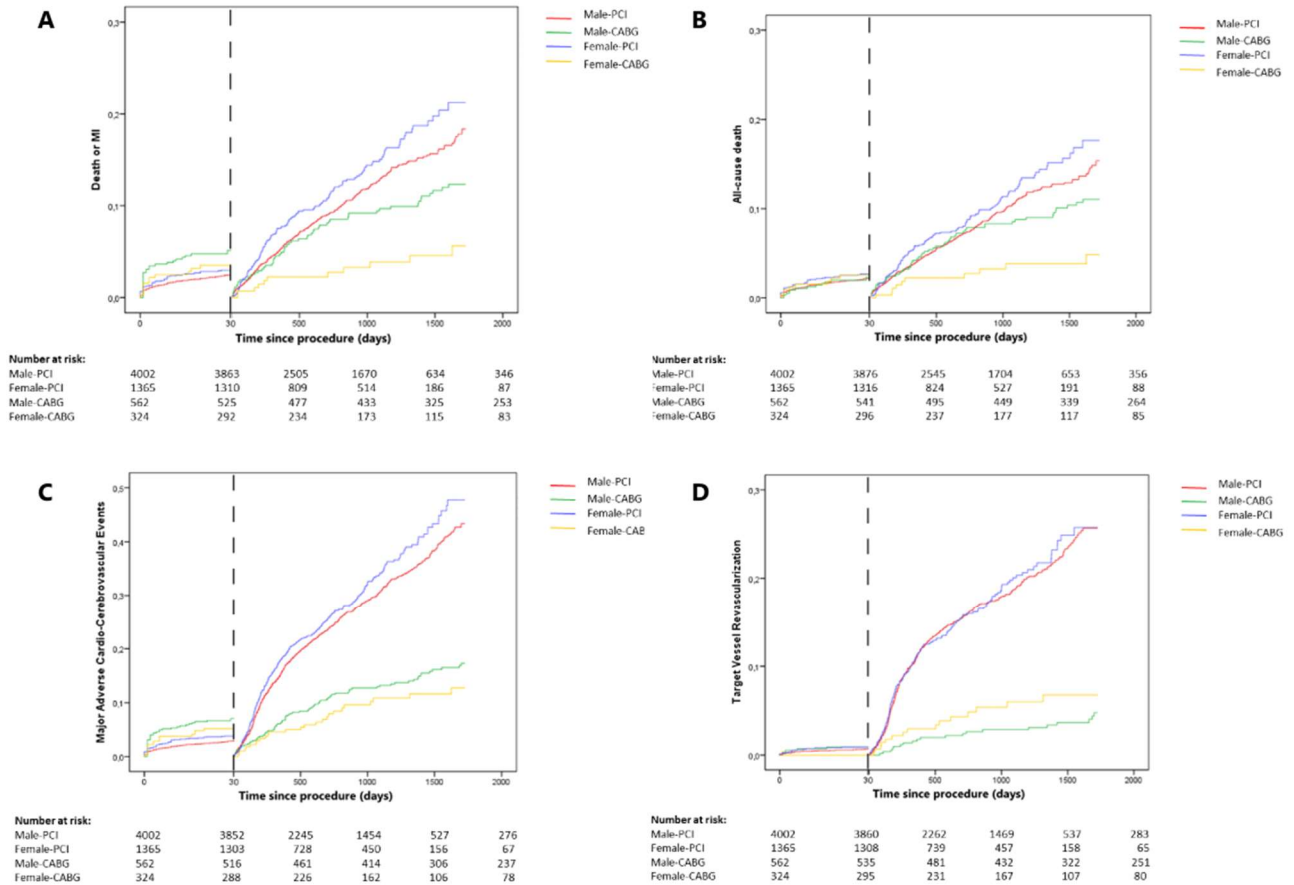 A
Male-PCI
Male-CABG
Female-PCI
Female-CABG
0,3
0,2
0,1
0,0
Death or MI
0 30 500 1000 1500 2000
Time since procedure (days)
Number at risk:
Male-PCI 4002 3863 2505 1670 634 346
Female-PCI 1365 1310 809 514 186 87
Male-CABG 562 525 477 433 325 253
Female-CABG 324 292 234 173 115 83
B
Male-PCI
Male-CABG
Female-PCI
Female-CABG
0,3
0,2
0,1
0,0
All-cause death
0 30 500 1000 1500 2000
Time since procedure (days)
Number at risk:
Male-PCI 4002 3876 2545 1704 653 356
Female-PCI 1365 1316 824 527 191 88
Male-CABG 562 541 495 449 339 264
Female-CABG 324 296 237 177 117 85
C
Male-PCI
Male-CABG
Female-PCI
Female-CAB
0,5
0,4
0,3
0,2
0,1
0,0
Major Adverse Cardio-Cerebrovascular Events
0 30 500 1000 1500 2000
Time since procedure (days)
Number at risk:
Male-PCI 4002 3852 2245 1454 527 276
Female-PCI 1365 1303 728 450 156 67
Male-CABG 562 516 461 414 306 237
Female-CABG 324 288 226 162 106 78
D
Male-PCI
Male-CABG
Female-PCI
Female-CABG
0,3
0,2
0,1
0,0
Target Vessel Revascularization
0 30 500 1000 1500 2000
Time since procedure (days)
Number at risk:
Male-PCI 4002 3860 2262 1469 537 283
Female-PCI 1365 1308 739 457 158 65
Male-CABG 562 535 481 432 322 251
Female-CABG 324 295 231 167 107 80